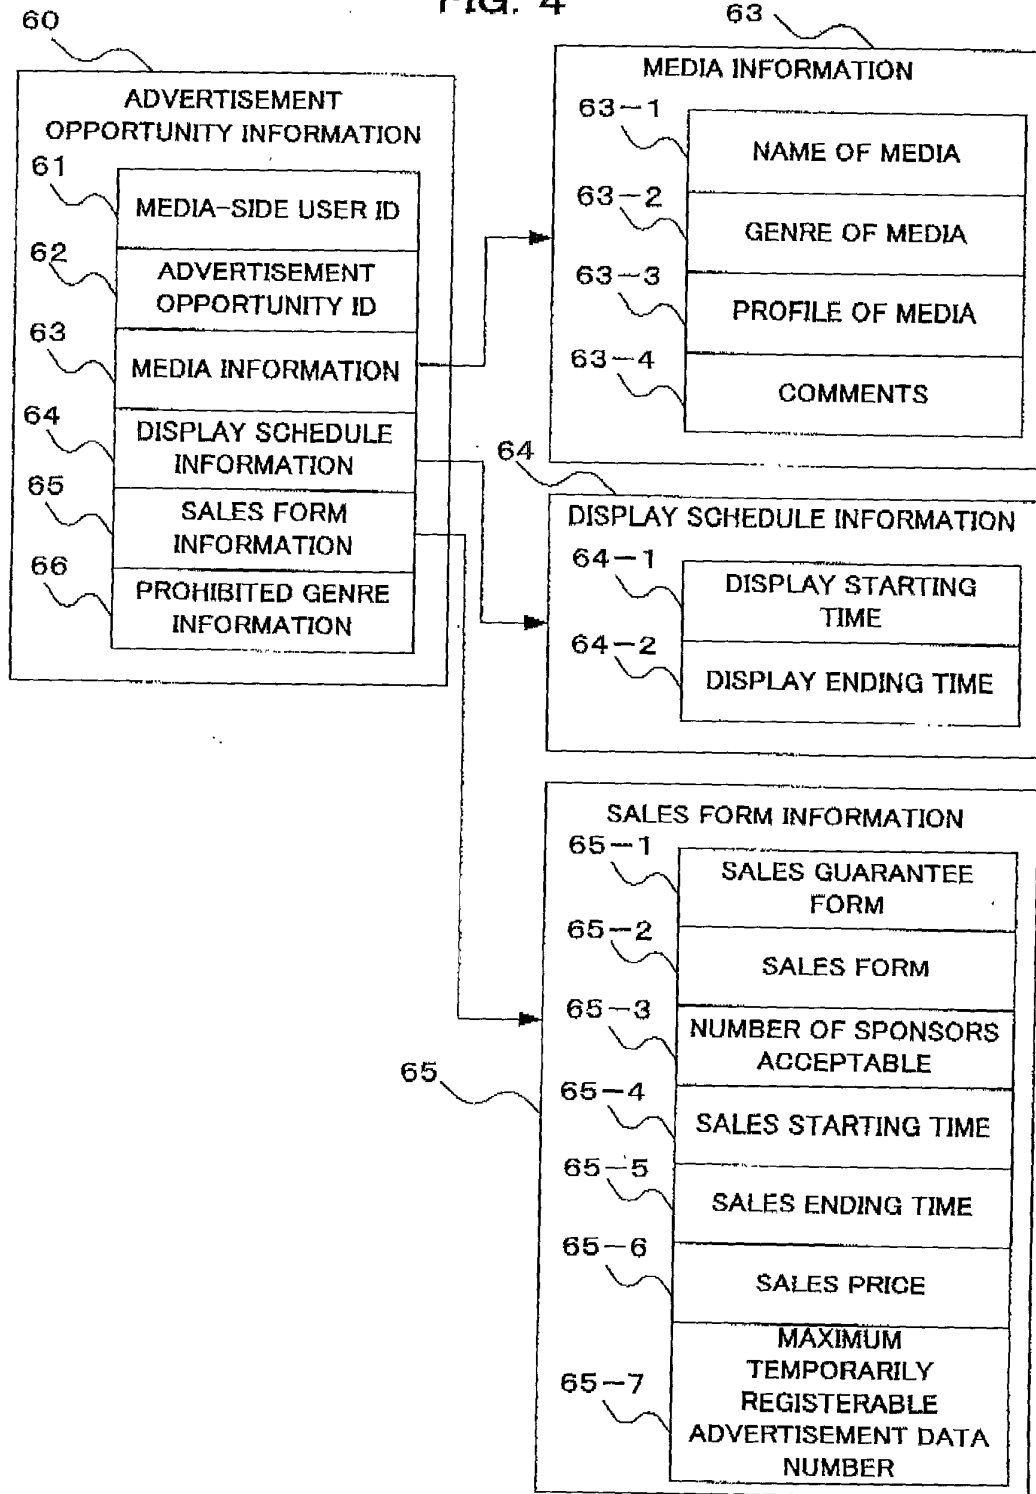 FIG. 4
60
ADVERTISEMENT
OPPORTUNITY INFORMATION
61
MEDIA-SIDE USER ID
62
ADVERTISEMENT
OPPORTUNITY ID
63
MEDIA INFORMATION
64
DISPLAY SCHEDULE
INFORMATION
65
SALES FORM
INFORMATION
66
PROHIBITED GENRE
INFORMATION
63
MEDIA INFORMATION
63-1
NAME OF MEDIA
63-2
GENRE OF MEDIA
63-3
PROFILE OF MEDIA
63-4
COMMENTS
64
DISPLAY SCHEDULE INFORMATION
64-1
DISPLAY STARTING
TIME
64-2
DISPLAY ENDING TIME
65
SALES FORM INFORMATION
65-1
SALES GUARANTEE
FORM
65-2
SALES FORM
65-3
NUMBER OF SPONSORS
ACCEPTABLE
65-4
SALES STARTING TIME
65-5
SALES ENDING TIME
65-6
SALES PRICE
65-7
MAXIMUM
TEMPORARILY
REGISTERABLE
ADVERTISEMENT DATA
NUMBER